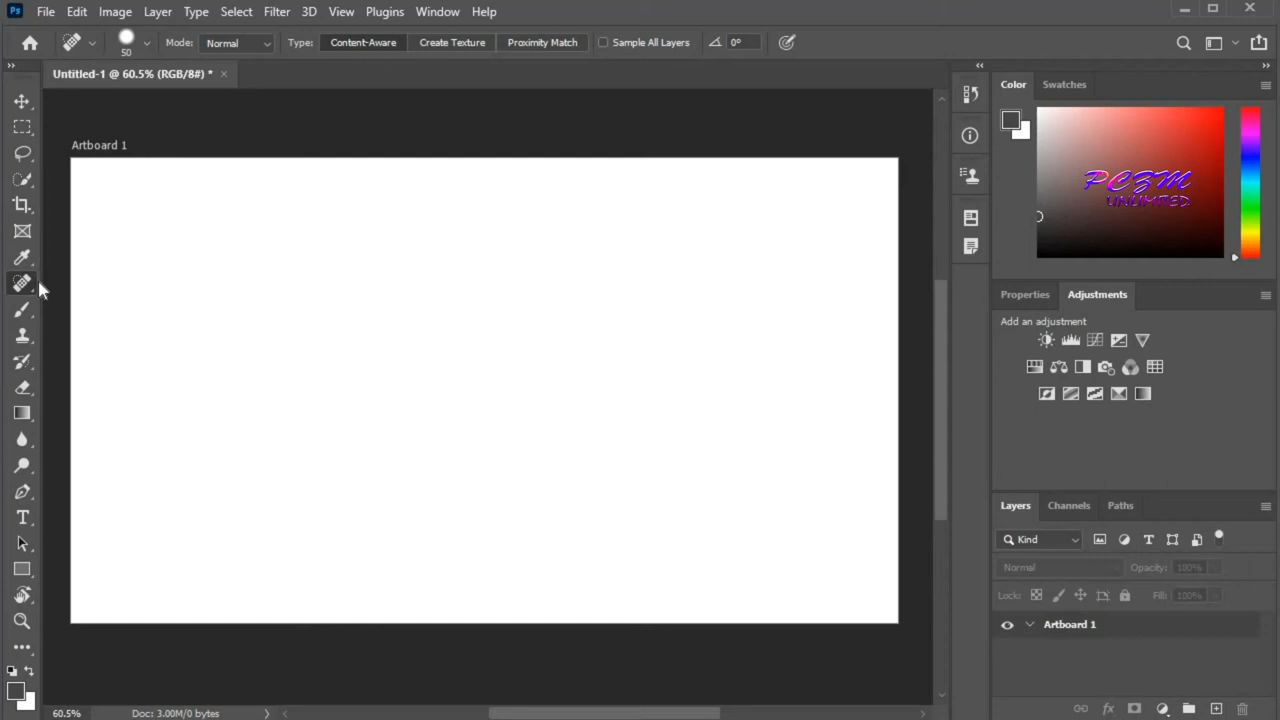 Ps File Edit Image Layer Type Select Filter 3D View Plugins Window Help
50 Mode: Normal Type: Content-Aware Create Texture Proximity Match Sample All Layers 0°
Untitled-1 @ 60.5% (RGB/8#) * ×
Color Swatches
Artboard 1
PCZM
UNLIMITED
Properties Adjustments
Add an adjustment
Layers Channels Paths
Kind
Normal Opacity: 100%
Lock: Fill: 100%
Artboard 1
60.5% Doc: 3.00M/0 bytes